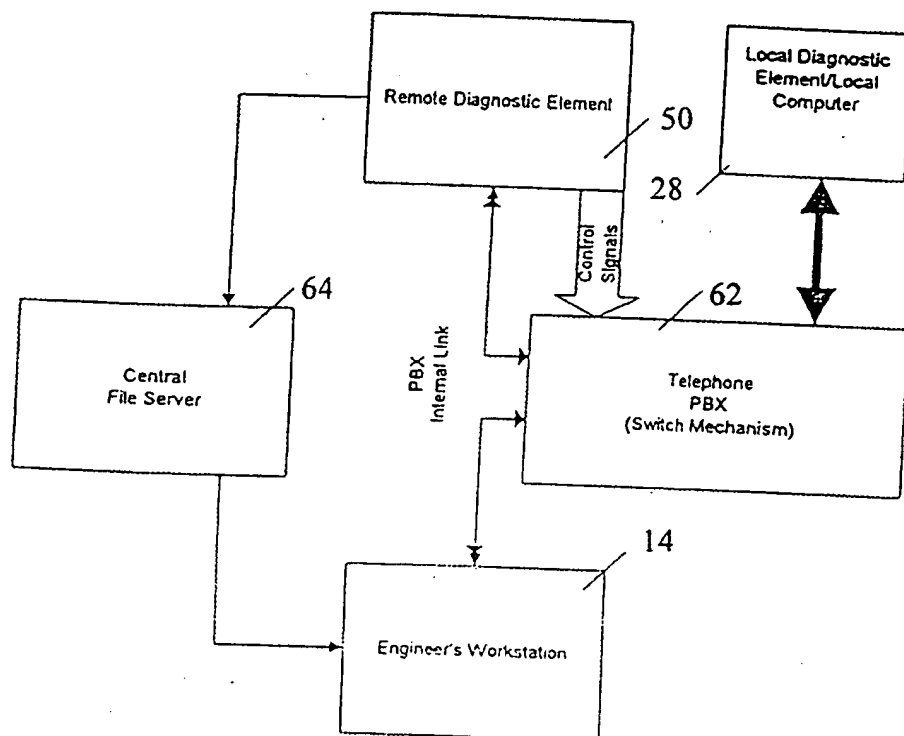 Remote Diagnostic Element
50
Local Diagnostic
Element/Local
Computer
28
Control
Signals
64
Central
File Server
PBX
Internal Link
62
Telephone
PBX
(Switch Mechanism)
14
Engineer's Workstation